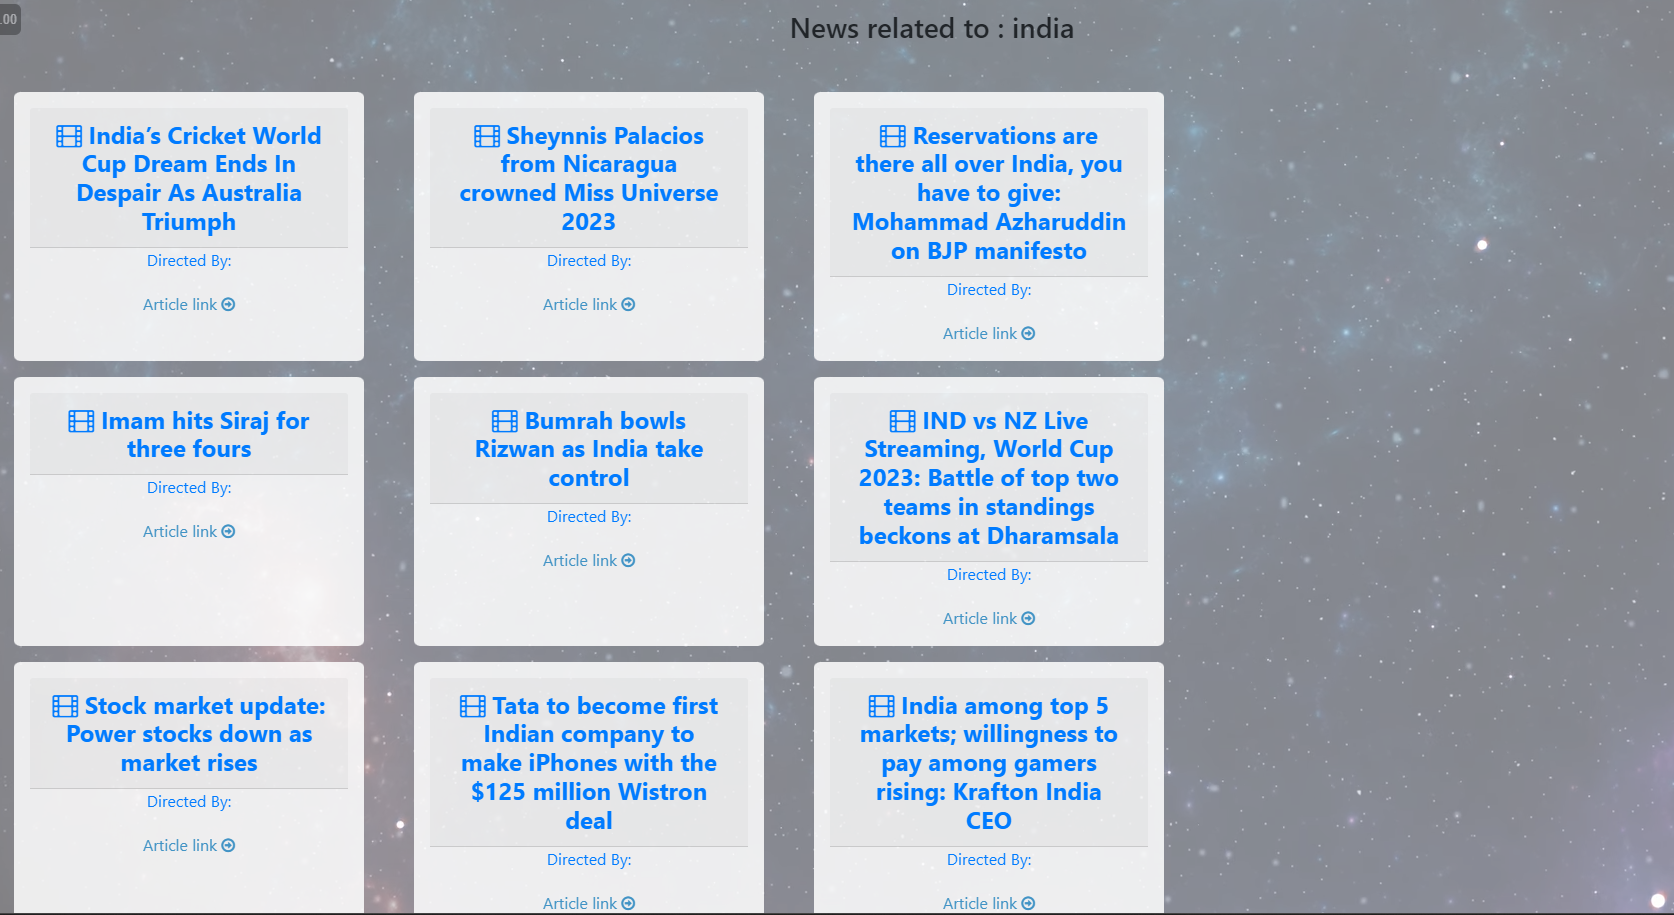 .00
News related to : india
India’s Cricket World
Cup Dream Ends In
Despair As Australia
Triumph
Directed By:
Article link
Sheynnis Palacios
from Nicaragua
crowned Miss Universe
2023
Directed By:
Article link
Reservations are
there all over India, you
have to give:
Mohammad Azharuddin
on BJP manifesto
Directed By:
Article link
Imam hits Siraj for
three fours
Directed By:
Article link
Bumrah bowls
Rizwan as India take
control
Directed By:
Article link
IND vs NZ Live
Streaming, World Cup
2023: Battle of top two
teams in standings
beckons at Dharamsala
Directed By:
Article link
Stock market update:
Power stocks down as
market rises
Directed By:
Article link
Tata to become first
Indian company to
make iPhones with the
$125 million Wistron
deal
Directed By:
Article link
India among top 5
markets; willingness to
pay among gamers
rising: Krafton India
CEO
Directed By:
Article link